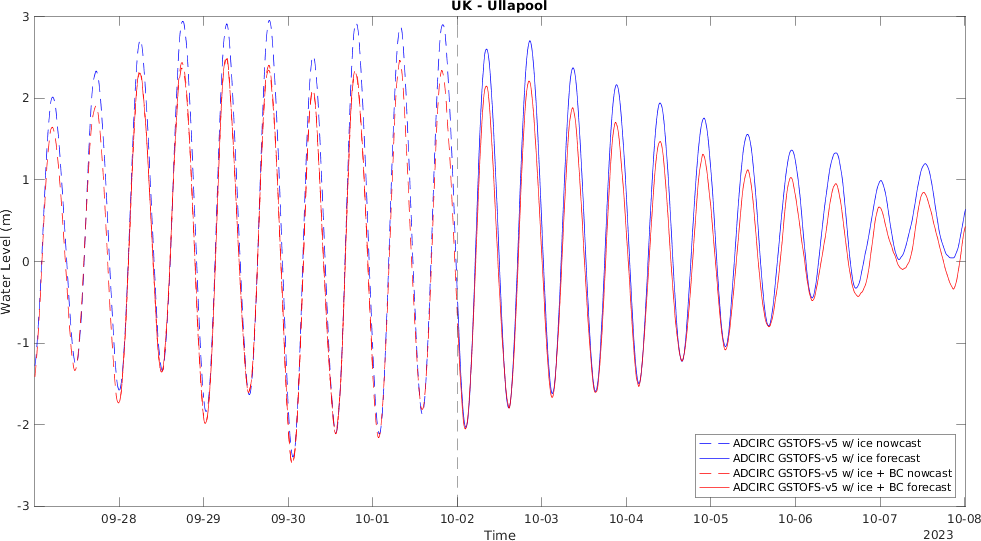 UK - Ullapool
3
2
1
0
-1
-2
-3
Water Level (m)
ADCIRC GSTOFS-v5 w/ ice nowcast
ADCIRC GSTOFS-v5 w/ ice forecast
ADCIRC GSTOFS-v5 w/ ice + BC nowcast
ADCIRC GSTOFS-v5 w/ ice + BC forecast
09-28 09-29 09-30 10-01 10-02 10-03 10-04 10-05 10-06 10-07 10-08
Time
2023